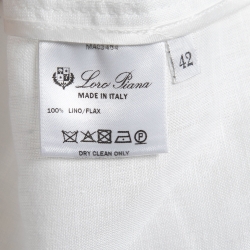 Loro Piana
MADE IN ITALY
42
100% LINO/FLAX
DRY CLEAN ONLY